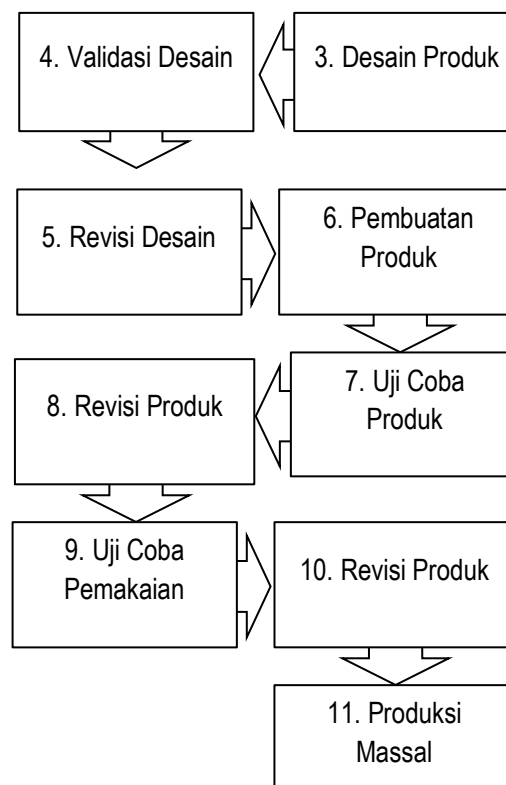 4. Validasi Desain
3. Desain Produk
5. Revisi Desain
6. Pembuatan
Produk
8. Revisi Produk
7. Uji Coba
Produk
9. Uji Coba
Pemakaian
10. Revisi Produk
11. Produksi
Massal